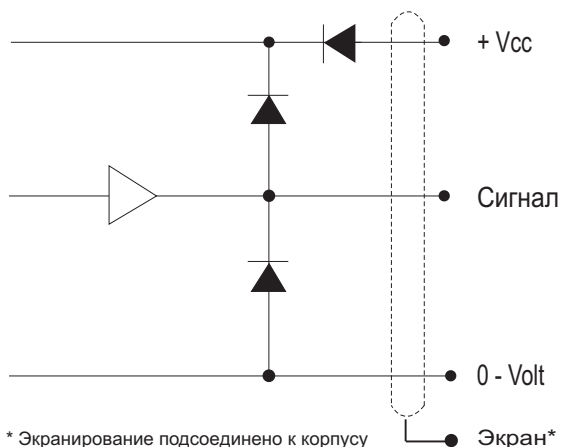 + Vcc
Сигнал
0 - Volt
* Экранирование подсоединено к корпусу
Экран*